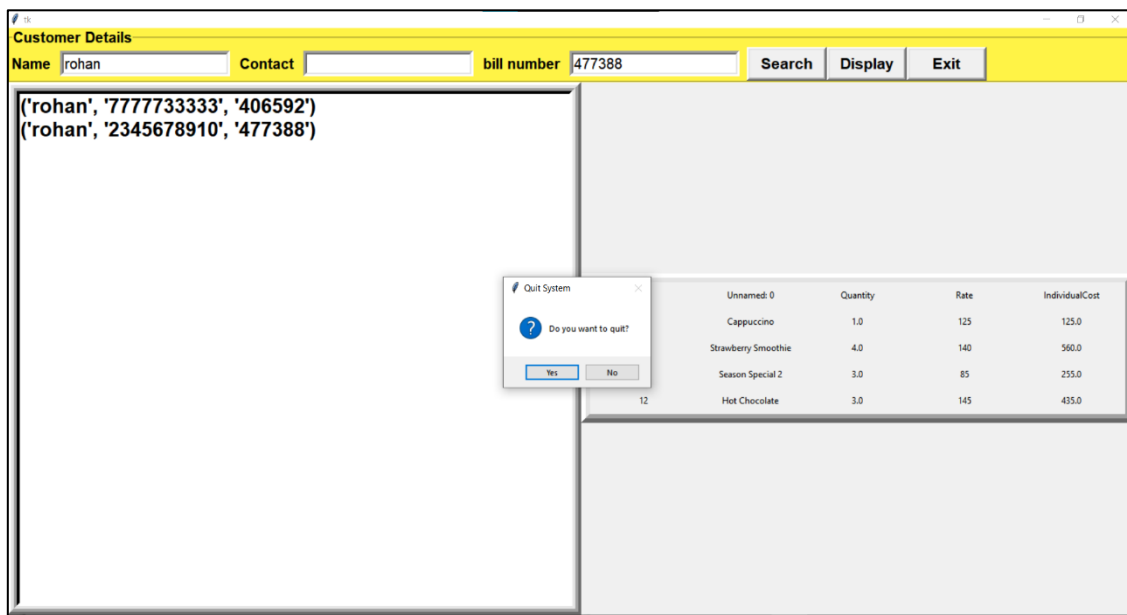 tk
Customer Details
Name rohan Contact bill number 477388 Search Display Exit
('rohan', '7777733333', '406592')
('rohan', '2345678910', '477388')
Quit System
Do you want to quit?
Yes No
Unnamed: 0 Quantity Rate IndividualCost
Cappuccino 1.0 125 125.0
Strawberry Smoothie 4.0 140 560.0
Season Special 2 3.0 85 255.0
12 Hot Chocolate 3.0 145 435.0